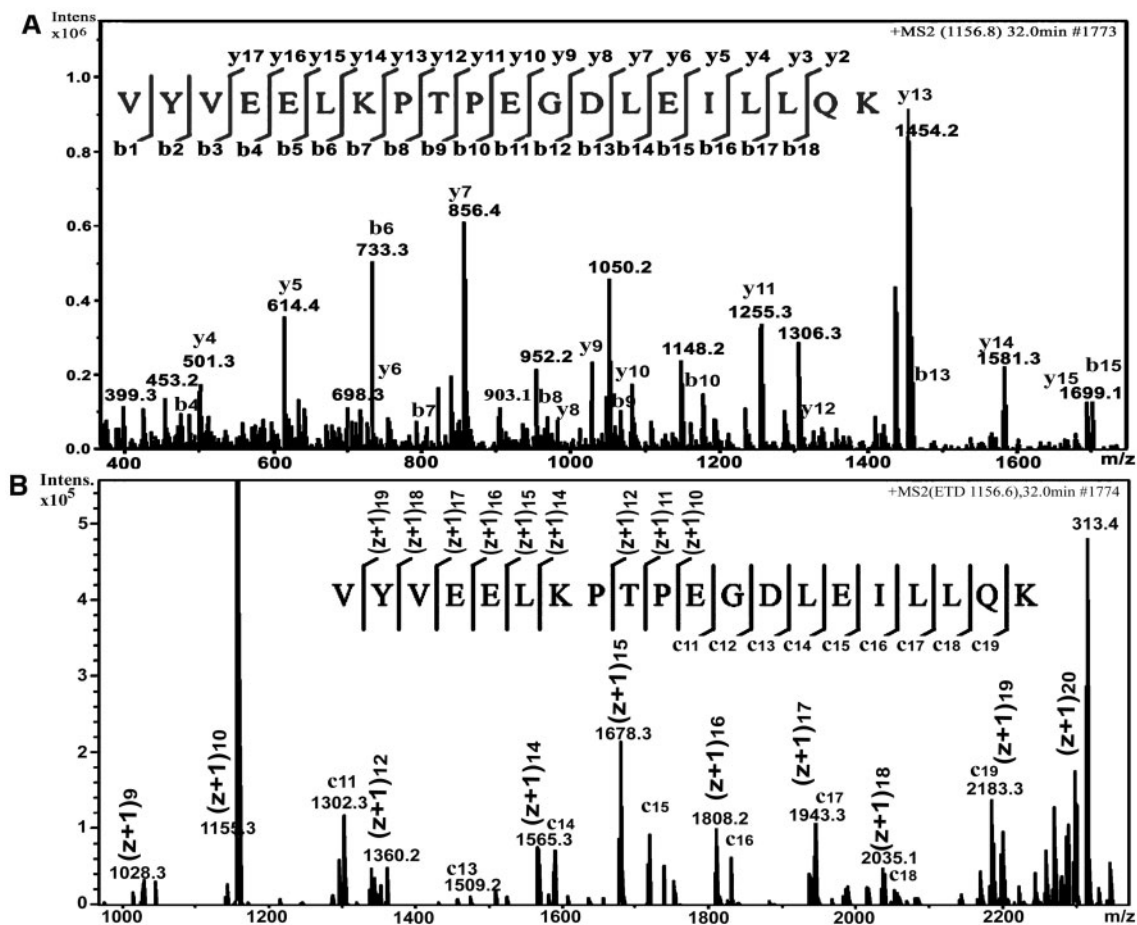 A
Intens.
x10⁶
+MS2 (1156.8) 32.0min #1773
y17 y16 y15 y14 y13 y12 y11 y10 y9 y8 y7 y6 y5 y4 y3 y2
V Y V E E L K P T P E G D L E I L L Q K
b1 b2 b3 b4 b5 b6 b7 b8 b9 b10 b11 b12 b13 b14 b15 b16 b17 b18
1.0
0.8
0.6
0.4
0.2
0.0
399.3
453.2
b4
y4
501.3
y5
614.4
698.3
b6
733.3
y6
b7
y7
856.4
903.1
952.2
b8
y8
y9
1050.2
b9
y10
1148.2
b10
y11
1255.3
1306.3
y12
y13
1454.2
b13
y14
1581.3
y15
1699.1
b15
400 600 800 1000 1200 1400 1600 m/z
B
Intens.
x10⁵
+MS2(ETD 1156.6),32.0min #1774
(z+1)19 (z+1)18 (z+1)17 (z+1)16 (z+1)15 (z+1)14 (z+1)12 (z+1)11 (z+1)10
V Y V E E L K P T P E G D L E I L L Q K
c11 c12 c13 c14 c15 c16 c17 c18 c19
5
4
3
2
1
0
(z+1)9
1028.3
(z+1)10
1155.3
c11
1302.3
(z+1)12
1360.2
c13
1509.2
(z+1)14
1565.3
c14
(z+1)15
1678.3
c15
(z+1)16
1808.2
c16
(z+1)17
1943.3
c17
(z+1)18
2035.1
c18
c19
2183.3
(z+1)19
(z+1)20
313.4
1000 1200 1400 1600 1800 2000 2200 m/z